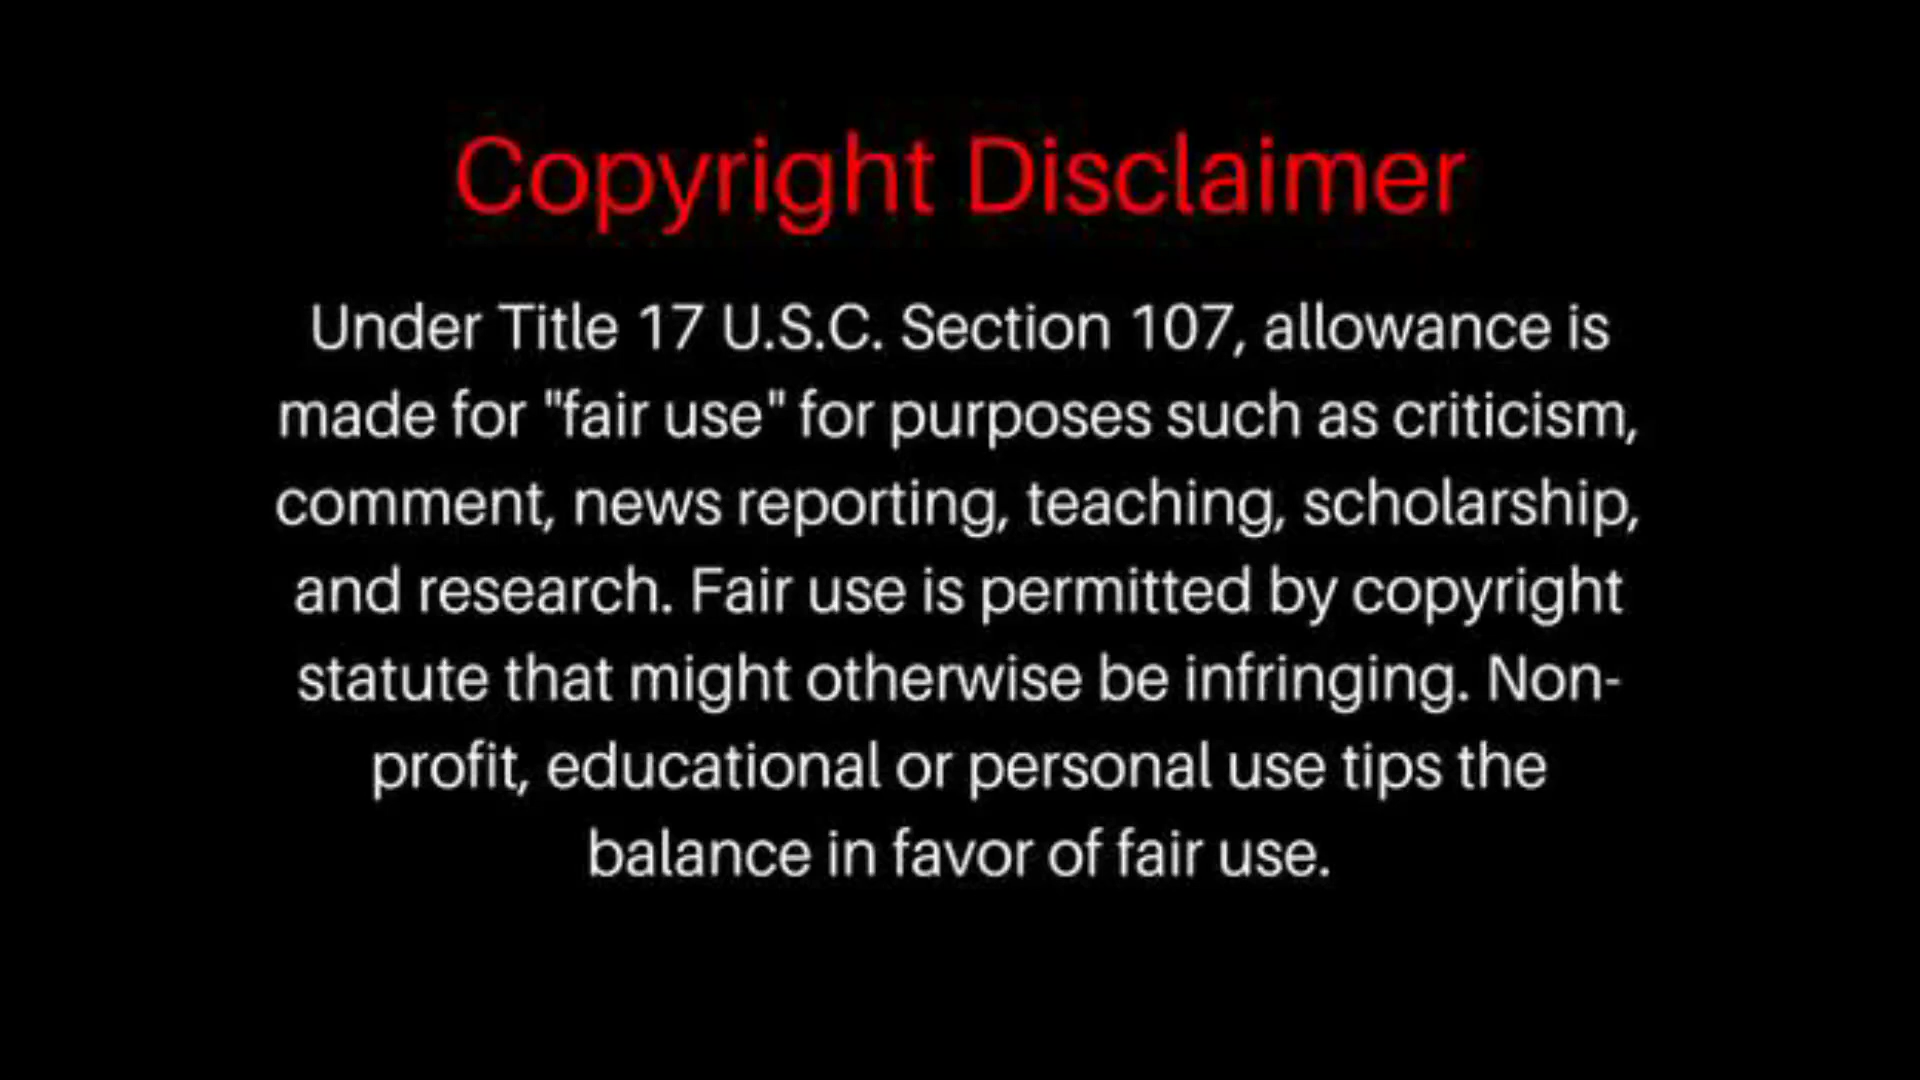 Copyright Disclaimer
Under Title 17 U.S.C. Section 107, allowance is
made for "fair use" for purposes such as criticism,
comment, news reporting, teaching, scholarship,
and research. Fair use is permitted by copyright
statute that might otherwise be infringing. Non-
profit, educational or personal use tips the
balance in favor of fair use.